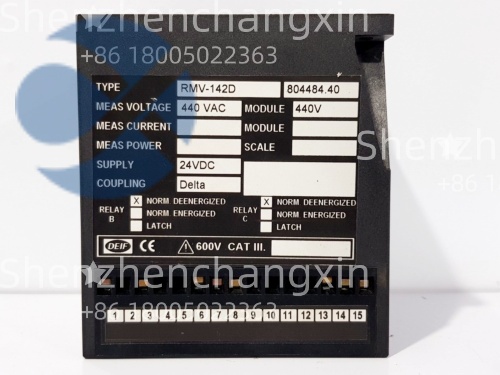 Shenzhenchangxin
+86 18005022363
TYPE RMV-142D 804484.40
MEAS VOLTAGE 440 VAC MODULE 440V
MEAS CURRENT MODULE
MEAS POWER SCALE
SUPPLY 24VDC
COUPLING Delta
RELAY B X NORM DEENERGIZED
NORM ENERGIZED
LATCH
RELAY C X NORM DEENERGIZED
NORM ENERGIZED
LATCH
DEIF CE 600V CAT III.
1 2 3 4 5 6 7 8 9 10 11 12 13 14 15
Shenzhenchangxin
+86 18005022363
Shenzhen
+86 1